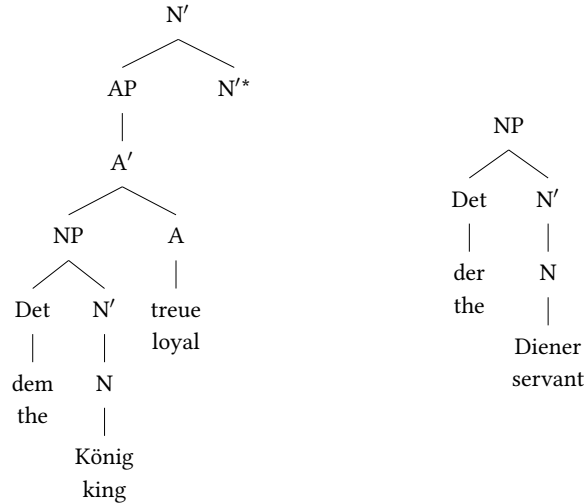 N′
AP N′*
A′
NP A
Det N′ treue
loyal
dem
the
N
König
king
NP
Det N′
der
the
N
Diener
servant